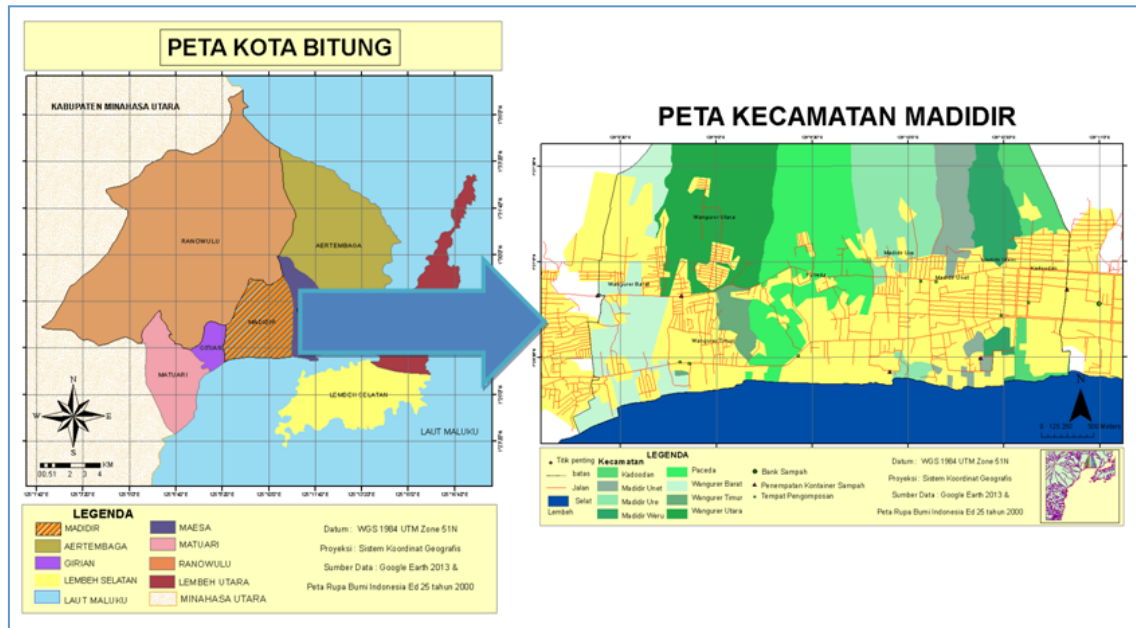 PETA KOTA BITUNG
KABUPATEN MINAHASA UTARA
RANOWULU
AERTEMBAGA
MADIDIR
GIRIAN
MATUARI
LEMBEH SELATAN
LAUT MALUKU
N
W E
S
KM
LEGENDA
MADIDIR
AERTEMBAGA
GIRIAN
LEMBEH SELATAN
LAUT MALUKU
MAESA
MATUARI
RANOWULU
LEMBEH UTARA
MINAHASA UTARA
Datum : WGS 1984 UTM Zone 51N
Proyeksi : Sistem Koordinat Geografis
Sumber Data : Google Earth 2013 &
Peta Rupa Bumi Indonesia Ed 25 tahun 2000
PETA KECAMATAN MADIDIR
Wangurer Utara
Madidir Ure
Kadoodan
Paceda
Madidir Unet
Wangurer Barat
Wangurer Timur
N
LEGENDA
Titik penting
batas
Jalan
Selat
Lembeh
Kecamatan
Kadoodan
Madidir Unet
Madidir Ure
Madidir Weru
Paceda
Wangurer Barat
Wangurer Timur
Wangurer Utara
Bank Sampah
Penempatan Kontainer Sampah
Tempat Pengomposan
Datum : WGS 1984 UTM Zone 51N
Proyeksi : Sistem Koordinat Geografis
Sumber Data : Google Earth 2013 &
Peta Rupa Bumi Indonesia Ed 25 tahun 2000